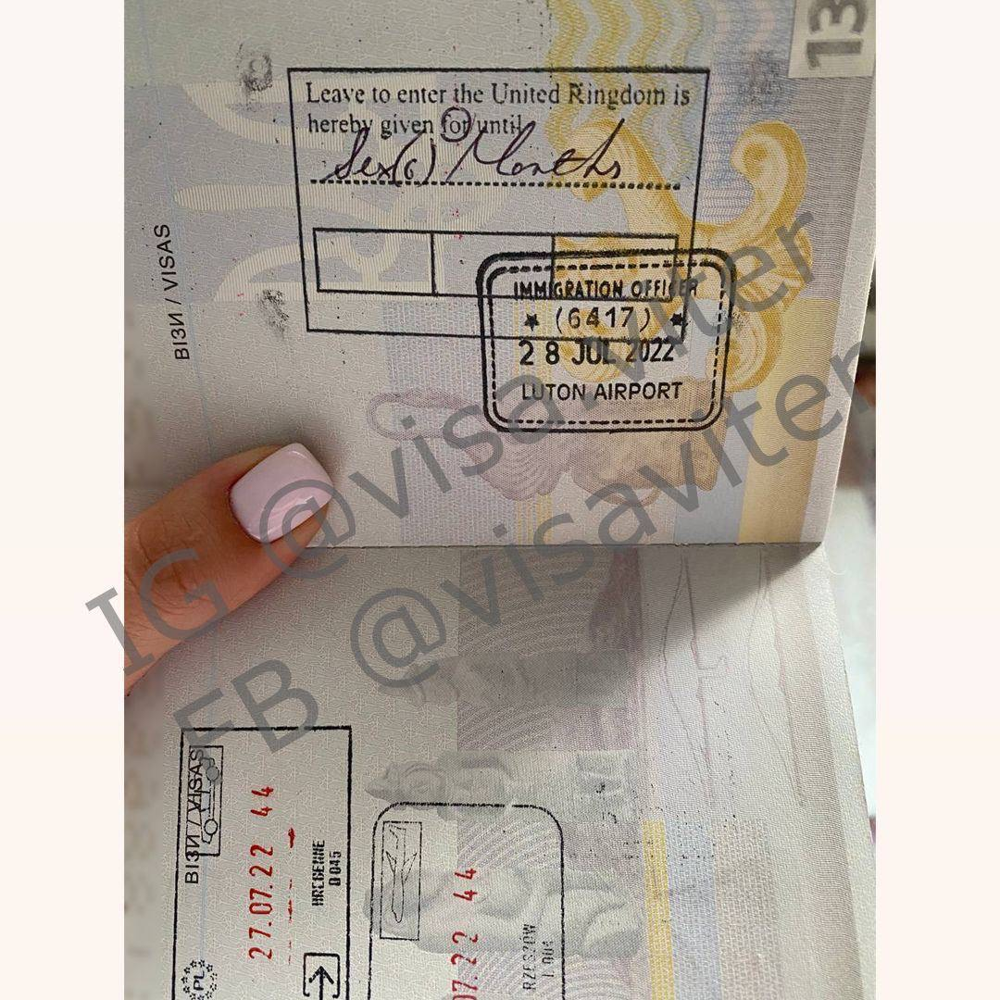 13
Leave to enter the United Kingdom is
hereby given for/until
Six (6) Months
ВІЗИ / VISAS
IMMIGRATION OFFICER
★ (6417) ★
28 JUL 2022
LUTON AIRPORT
IG @visaviter
FB @visaviter
ВІЗИ / VISAS
27.07.22 44
HREBENNE
0045
PL
07.22 44
RZESZOW